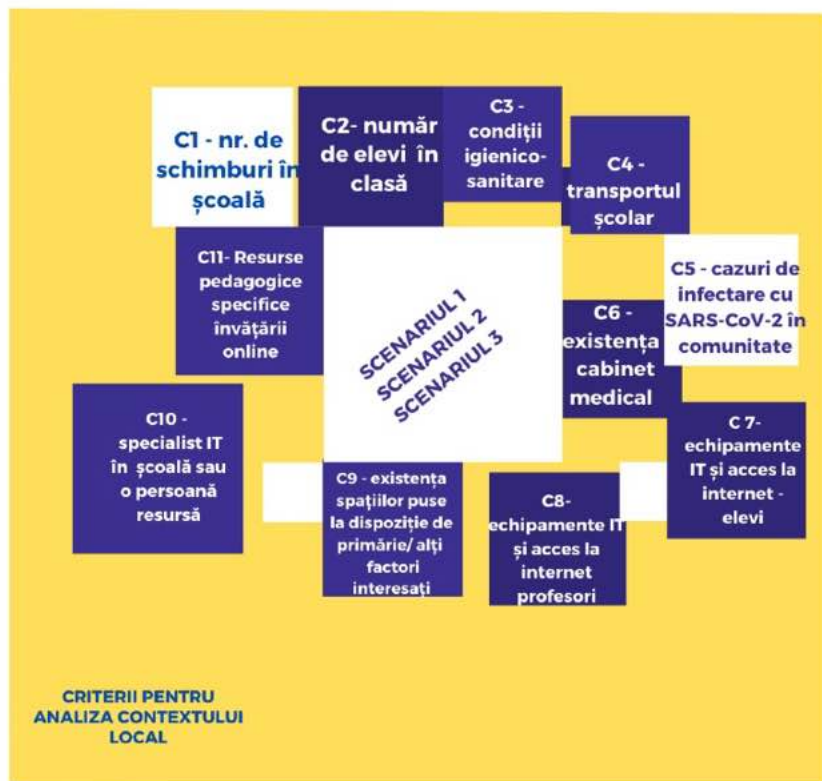 C1 - nr. de
schimburi în
școală
C2- număr
de elevi în
clasă
C3 -
condiții
igienico-
sanitare
C4 -
transportul
școlar
C5 - cazuri de
infectare cu
SARS-CoV-2 în
comunitate
C6 -
existența
cabinet
medical
C 7-
echipamente
IT și acces la
internet -
elevi
C8-
echipamente IT
și acces la
internet
profesori
C9 - existența
spațiilor puse
la dispoziție de
primărie/ alți
factori
interesați
C10 -
specialist IT
în școală sau
o persoană
resursă
C11- Resurse
pedagogice
specifice
învățării
online
SCENARIUL 1
SCENARIUL 2
SCENARIUL 3
CRITERII PENTRU
ANALIZA CONTEXTULUI
LOCAL